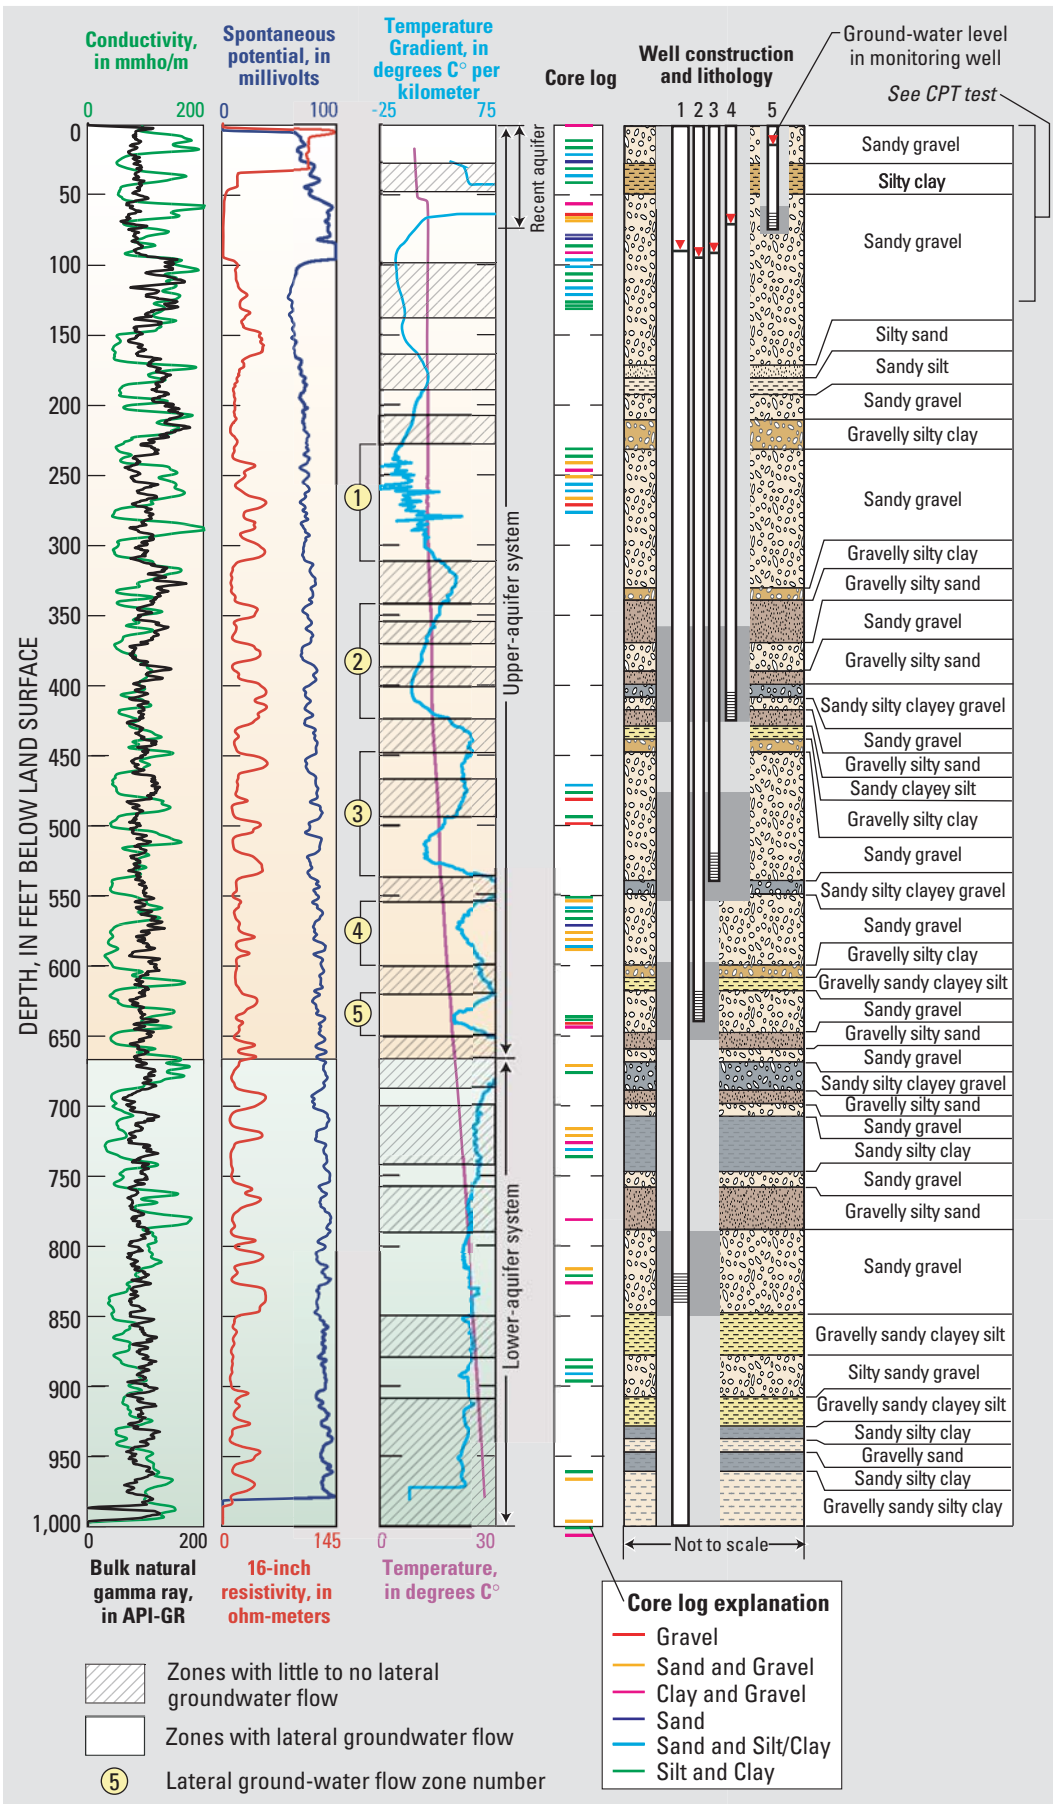 Conductivity,
in mmho/m
0 200
Spontaneous
potential, in
millivolts
0 100
Temperature
Gradient, in
degrees C° per
kilometer
-25 75
Core log
Well construction
and lithology
1 2 3 4 5
Ground-water level
in monitoring well
See CPT test
DEPTH, IN FEET BELOW LAND SURFACE
0
50
100
150
200
250
300
350
400
450
500
550
600
650
700
750
800
850
900
950
1,000
1
2
3
4
5
Recent aquifer
Upper-aquifer system
Lower-aquifer system
Sandy gravel
Silty clay
Sandy gravel
Silty sand
Sandy silt
Sandy gravel
Gravelly silty clay
Sandy gravel
Gravelly silty clay
Gravelly silty sand
Sandy gravel
Gravelly silty sand
Sandy silty clayey gravel
Sandy gravel
Gravelly silty sand
Sandy clayey silt
Gravelly silty clay
Sandy gravel
Sandy silty clayey gravel
Sandy gravel
Gravelly silty clay
Gravelly sandy clayey silt
Sandy gravel
Gravelly silty sand
Sandy gravel
Sandy silty clayey gravel
Gravelly silty sand
Sandy gravel
Sandy silty clay
Sandy gravel
Gravelly silty sand
Sandy gravel
Gravelly sandy clayey silt
Silty sandy gravel
Gravelly sandy clayey silt
Sandy silty clay
Gravelly sand
Sandy silty clay
Gravelly sandy silty clay
0 200
Bulk natural
gamma ray,
in API-GR
0 145
16-inch
resistivity, in
ohm-meters
0 30
Temperature,
in degrees C°
Not to scale
Core log explanation
Gravel
Sand and Gravel
Clay and Gravel
Sand
Sand and Silt/Clay
Silt and Clay
Zones with little to no lateral
groundwater flow
Zones with lateral groundwater flow
5 Lateral ground-water flow zone number